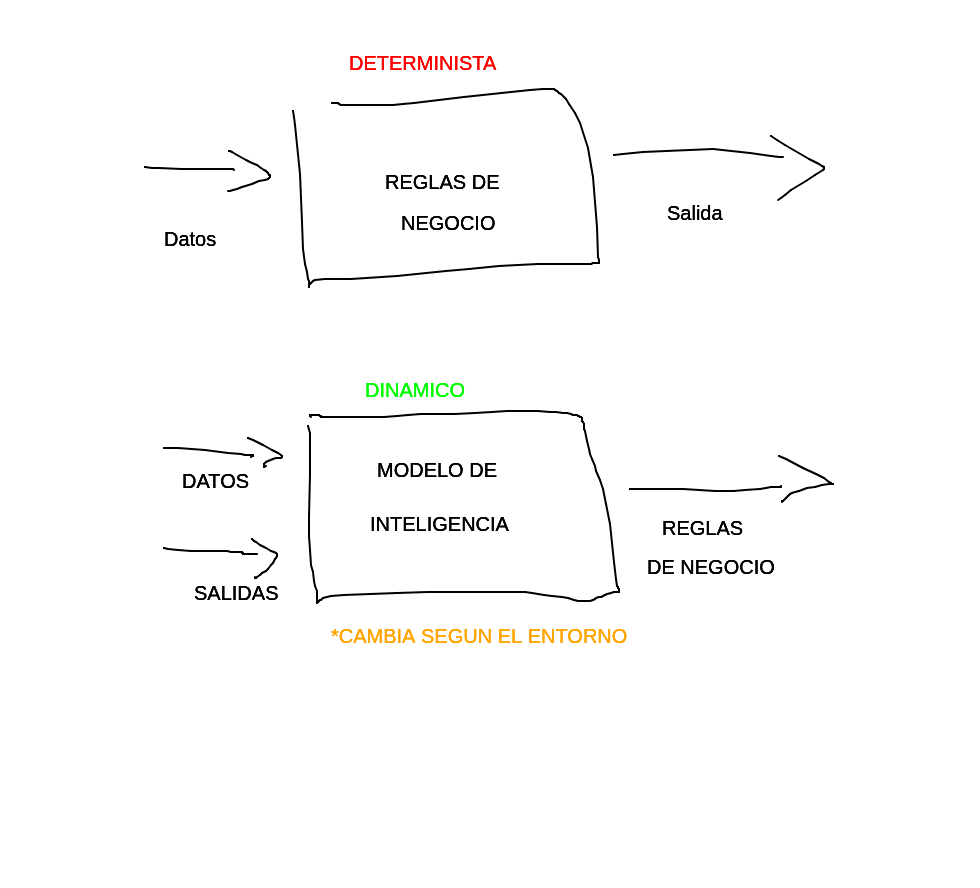 DETERMINISTA
REGLAS DE
NEGOCIO
Datos
Salida
DINAMICO
DATOS
SALIDAS
MODELO DE
INTELIGENCIA
REGLAS
DE NEGOCIO
*CAMBIA SEGUN EL ENTORNO